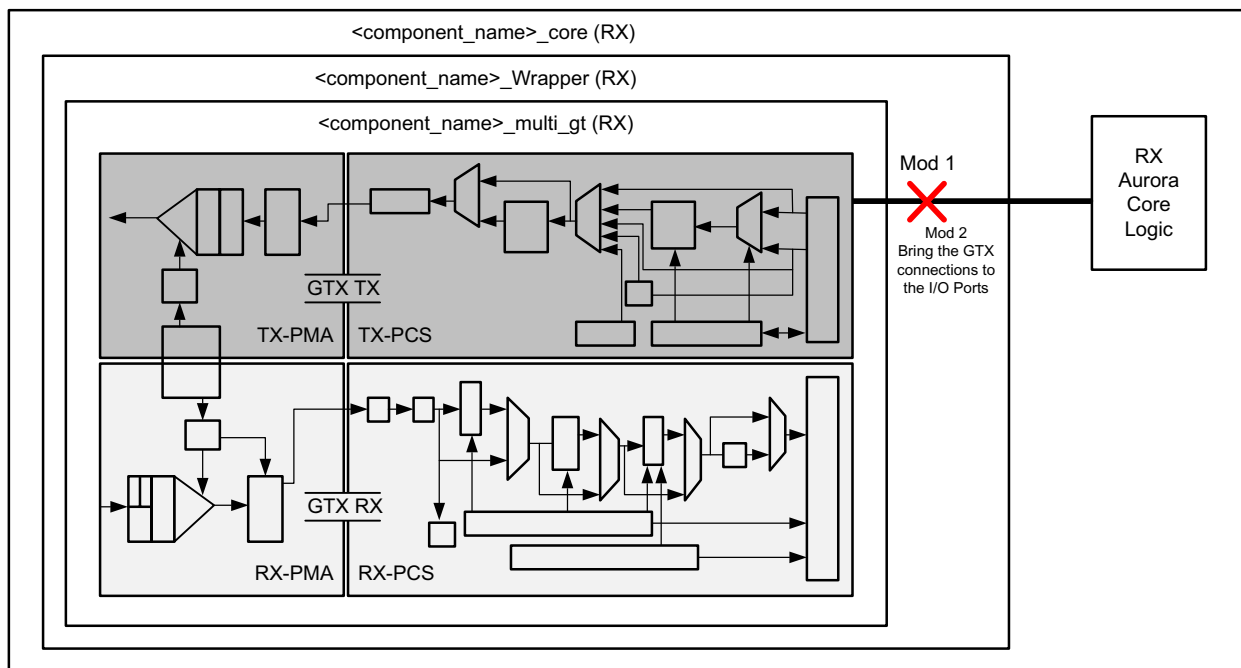 <component_name>_core (RX)
<component_name>_Wrapper (RX)
<component_name>_multi_gt (RX)
Mod 1
Mod 2
Bring the GTX
connections to
the I/O Ports
RX
Aurora
Core
Logic
GTX TX
TX-PMA
TX-PCS
GTX RX
RX-PMA
RX-PCS